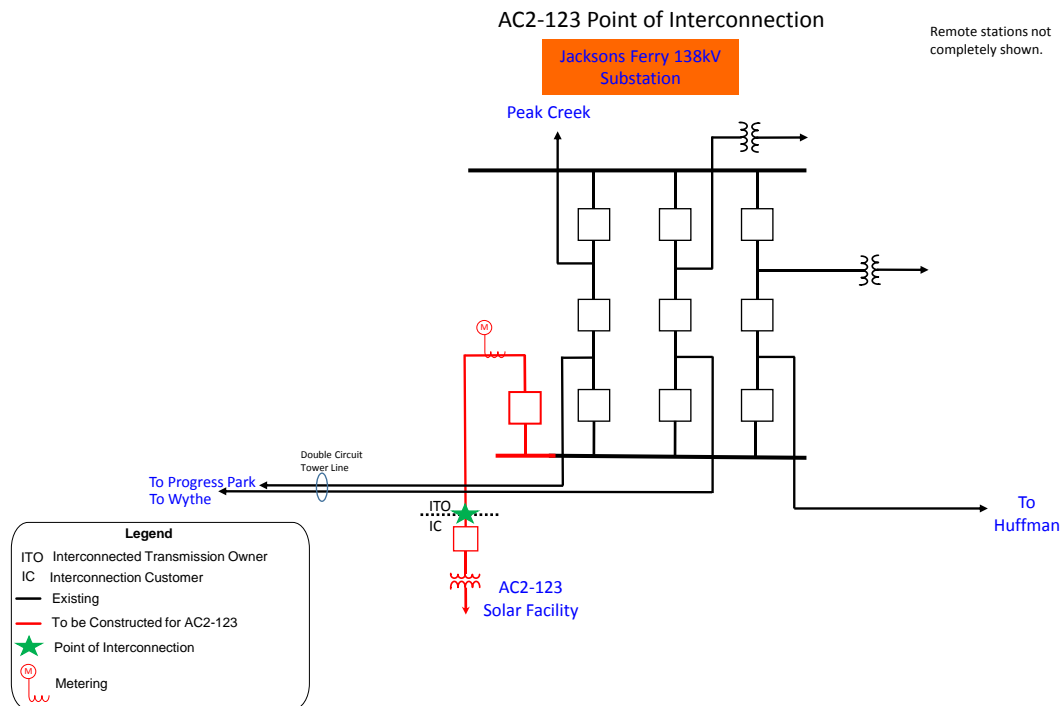 AC2-123 Point of Interconnection
Remote stations not
completely shown.
Jacksons Ferry 138kV
Substation
Peak Creek
M
Double Circuit
Tower Line
To Progress Park
To Wythe
ITO
IC
To
Huffman
AC2-123
Solar Facility
Legend
ITO Interconnected Transmission Owner
IC Interconnection Customer
Existing
To be Constructed for AC2-123
Point of Interconnection
M
Metering